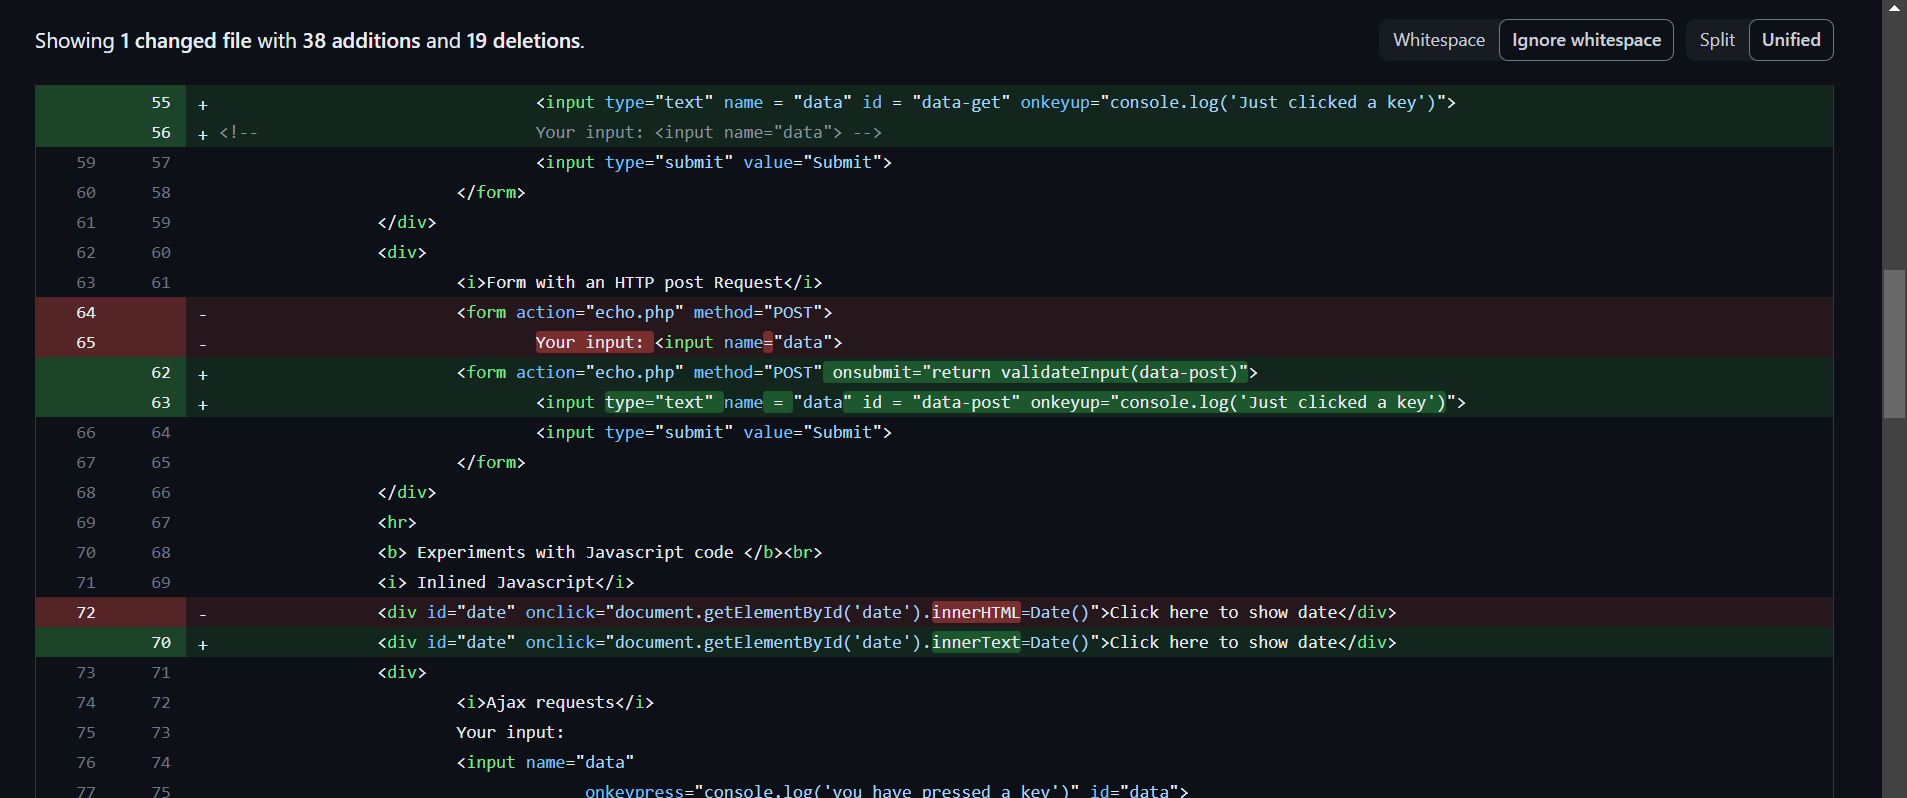 Showing 1 changed file with 38 additions and 19 deletions.
Whitespace Ignore whitespace Split Unified
55 + <input type="text" name = "data" id = "data-get" onkeyup="console.log('Just clicked a key')">
56 + <!-- Your input: <input name="data"> -->
59 57 <input type="submit" value="Submit">
60 58 </form>
61 59 </div>
62 60 <div>
63 61 <i>Form with an HTTP post Request</i>
64 - <form action="echo.php" method="POST">
65 - Your input: <input name="data">
62 + <form action="echo.php" method="POST" onsubmit="return validateInput(data-post)">
63 + <input type="text" name = "data" id = "data-post" onkeyup="console.log('Just clicked a key')">
66 64 <input type="submit" value="Submit">
67 65 </form>
68 66 </div>
69 67 <hr>
70 68 <b> Experiments with Javascript code </b><br>
71 69 <i> Inlined Javascript</i>
72 - <div id="date" onclick="document.getElementById('date').innerHTML=Date()">Click here to show date</div>
70 + <div id="date" onclick="document.getElementById('date').innerText=Date()">Click here to show date</div>
73 71 <div>
74 72 <i>Ajax requests</i>
75 73 Your input:
76 74 <input name="data"
77 75 onkeypress="console.log('you have pressed a key')" id="data">